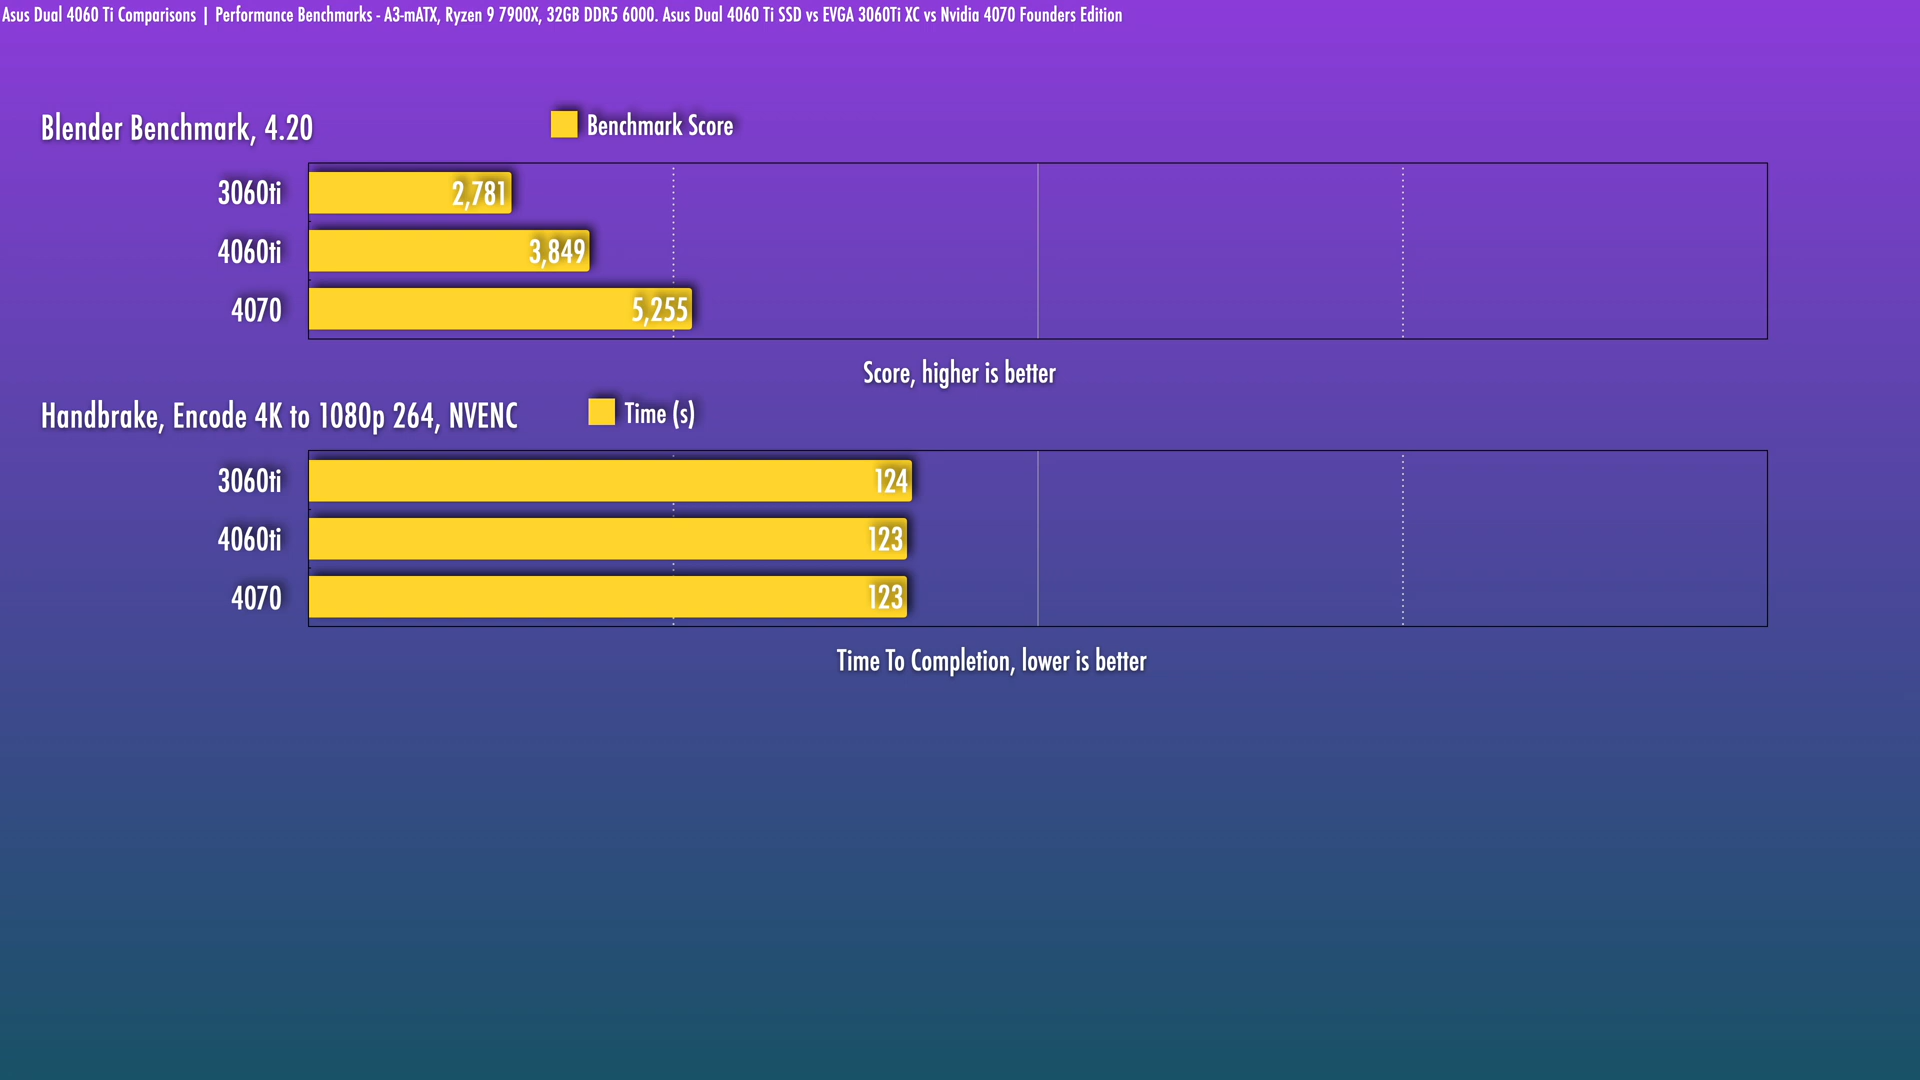 Asus Dual 4060 Ti Comparisons | Performance Benchmarks - A3-mATX, Ryzen 9 7900X, 32GB DDR5 6000. Asus Dual 4060 Ti SSD vs EVGA 3060Ti XC vs Nvidia 4070 Founders Edition
Blender Benchmark, 4.20
Benchmark Score
3060ti 2,781
4060ti 3,849
4070 5,255
Score, higher is better
Handbrake, Encode 4K to 1080p 264, NVENC
Time (s)
3060ti 124
4060ti 123
4070 123
Time To Completion, lower is better